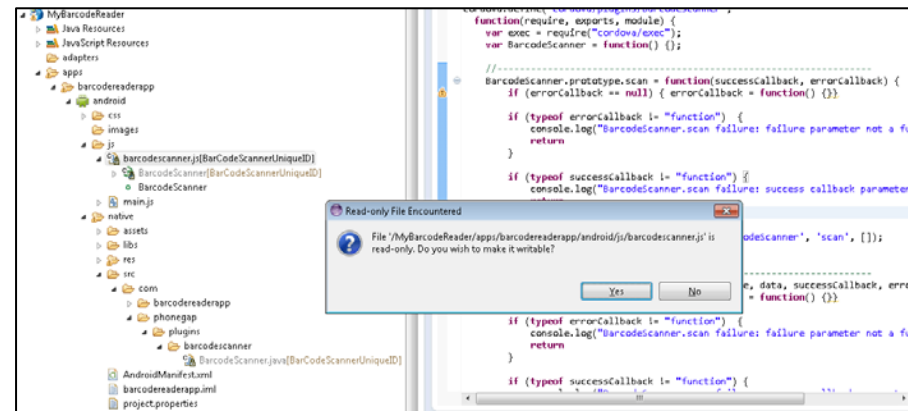 MyBarcodeReader
Java Resources
JavaScript Resources
adapters
apps
barcodereaderapp
android
css
images
js
barcodescanner.js[BarCodeScannerUniqueID]
BarcodeScanner[BarCodeScannerUniqueID]
BarcodeScanner
main.js
native
assets
libs
res
src
com
barcodereaderapp
phonegap
plugins
barcodescanner
BarcodeScanner.java[BarCodeScannerUniqueID]
AndroidManifest.xml
barcodereaderapp.iml
project.properties
function(require, exports, module) {
var exec = require("cordova/exec");
var BarcodeScanner = function() {};
//-------------------------------------------------------------------
BarcodeScanner.prototype.scan = function(successCallback, errorCallback) {
if (errorCallback == null) { errorCallback = function() {}}
if (typeof errorCallback != "function")  {
console.log("BarcodeScanner.scan failure: failure parameter not a fu
return
}
if (typeof successCallback != "function") {
console.log("BarcodeScanner.scan failure: success callback parameter
Read-only File Encountered
File '/MyBarcodeReader/apps/barcodereaderapp/android/js/barcodescanner.js' is
read-only. Do you wish to make it writable?
Yes
No
odeScanner', 'scan', []);
e, data, successCallback, erro
= function() {}}
if (typeof errorCallback != "function")  {
console.log("BarcodeScanner.scan failure: failure parameter not a fu
return
}
if (typeof successCallback != "function") {